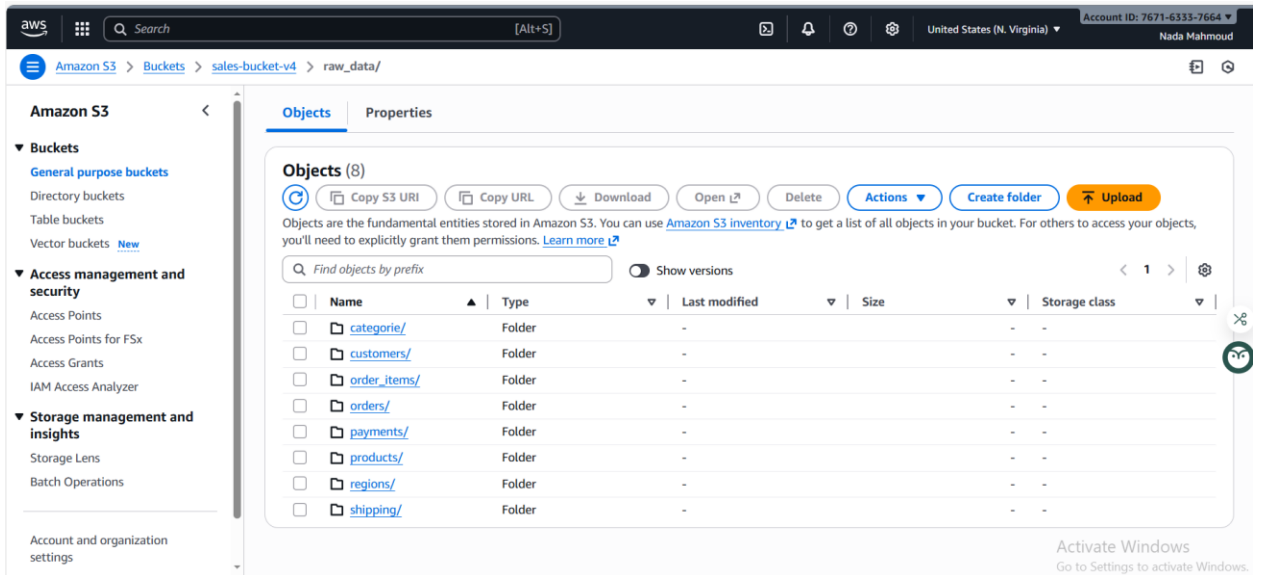 aws Search [Alt+S] United States (N. Virginia) ▼ Account ID: 7671-6333-7664 ▼
Nada Mahmoud
Amazon S3 > Buckets > sales-bucket-v4 > raw_data/
Amazon S3
Buckets
General purpose buckets
Directory buckets
Table buckets
Vector buckets New
Access management and
security
Access Points
Access Points for FSx
Access Grants
IAM Access Analyzer
Storage management and
insights
Storage Lens
Batch Operations
Account and organization
settings
Objects Properties
Objects (8)
Copy S3 URI Copy URL Download Open Delete Actions Create folder Upload
Objects are the fundamental entities stored in Amazon S3. You can use Amazon S3 inventory to get a list of all objects in your bucket. For others to access your objects,
you'll need to explicitly grant them permissions. Learn more
Find objects by prefix Show versions < 1 >
Name Type Last modified Size Storage class
categorie/ Folder - - -
customers/ Folder - - -
order_items/ Folder - - -
orders/ Folder - - -
payments/ Folder - - -
products/ Folder - - -
regions/ Folder - - -
shipping/ Folder - - -
Activate Windows
Go to Settings to activate Windows.